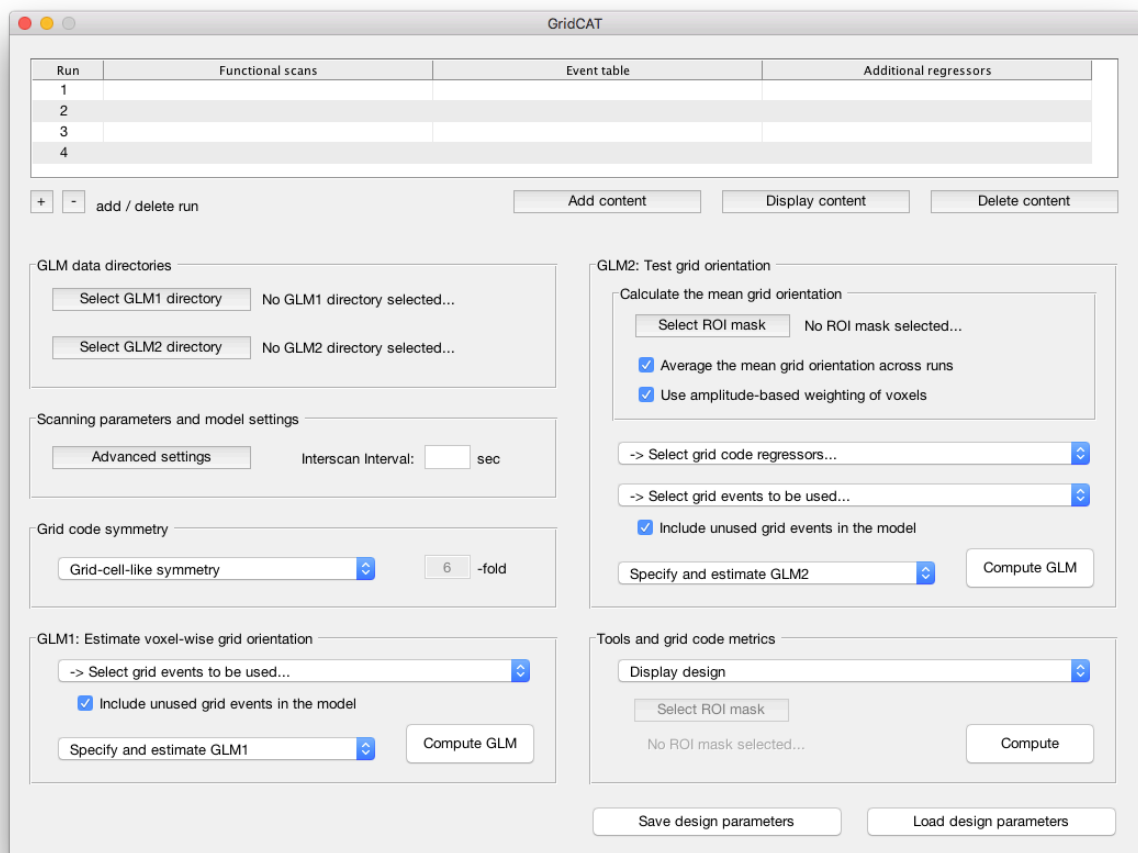 GridCAT
Run Functional scans Event table Additional regressors
1
2
3
4
+ - add / delete run Add content Display content Delete content
GLM data directories
Select GLM1 directory No GLM1 directory selected...
Select GLM2 directory No GLM2 directory selected...
Scanning parameters and model settings
Advanced settings Interscan Interval: sec
Grid code symmetry
Grid-cell-like symmetry 6 -fold
GLM1: Estimate voxel-wise grid orientation
-> Select grid events to be used...
Include unused grid events in the model
Specify and estimate GLM1 Compute GLM
GLM2: Test grid orientation
Calculate the mean grid orientation
Select ROI mask No ROI mask selected...
Average the mean grid orientation across runs
Use amplitude-based weighting of voxels
-> Select grid code regressors...
-> Select grid events to be used...
Include unused grid events in the model
Specify and estimate GLM2 Compute GLM
Tools and grid code metrics
Display design
Select ROI mask
No ROI mask selected... Compute
Save design parameters Load design parameters